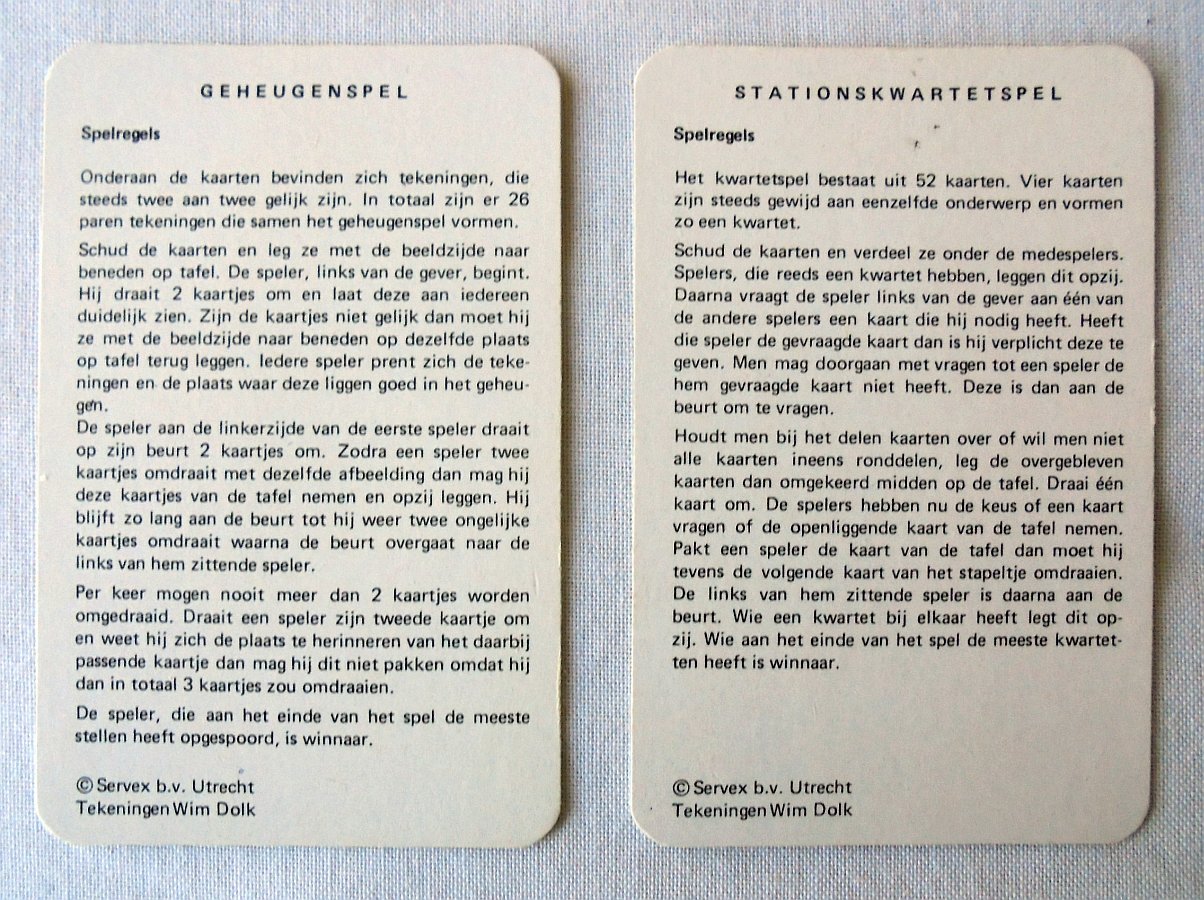 GEHEUGENSPEL
Spelregels
Onderaan de kaarten bevinden zich tekeningen, die
steeds twee aan twee gelijk zijn. In totaal zijn er 26
paren tekeningen die samen het geheugenspel vormen.
Schud de kaarten en leg ze met de beeldzijde naar
beneden op tafel. De speler, links van de gever, begint.
Hij draait 2 kaartjes om en laat deze aan iedereen
duidelijk zien. Zijn de kaartjes niet gelijk dan moet hij
ze met de beeldzijde naar beneden op dezelfde plaats
op tafel terug leggen. Iedere speler prent zich de teke-
ningen en de plaats waar deze liggen goed in het geheu-
gen.
De speler aan de linkerzijde van de eerste speler draait
op zijn beurt 2 kaartjes om. Zodra een speler twee
kaartjes omdraait met dezelfde afbeelding dan mag hij
deze kaartjes van de tafel nemen en opzij leggen. Hij
blijft zo lang aan de beurt tot hij weer twee ongelijke
kaartjes omdraait waarna de beurt overgaat naar de
links van hem zittende speler.
Per keer mogen nooit meer dan 2 kaartjes worden
omgedraaid. Draait een speler zijn tweede kaartje om
en weet hij zich de plaats te herinneren van het daarbij
passende kaartje dan mag hij dit niet pakken omdat hij
dan in totaal 3 kaartjes zou omdraaien.
De speler, die aan het einde van het spel de meeste
stellen heeft opgespoord, is winnaar.
© Servex b.v. Utrecht
Tekeningen Wim Dolk
STATIONSKWARTETSPEL
Spelregels
Het kwartetspel bestaat uit 52 kaarten. Vier kaarten
zijn steeds gewijd aan eenzelfde onderwerp en vormen
zo een kwartet.
Schud de kaarten en verdeel ze onder de medespelers.
Spelers, die reeds een kwartet hebben, leggen dit opzij.
Daarna vraagt de speler links van de gever aan één van
de andere spelers een kaart die hij nodig heeft. Heeft
die speler de gevraagde kaart dan is hij verplicht deze te
geven. Men mag doorgaan met vragen tot een speler de
hem gevraagde kaart niet heeft. Deze is dan aan de
beurt om te vragen.
Houdt men bij het delen kaarten over of wil men niet
alle kaarten ineens ronddelen, leg de overgebleven
kaarten dan omgekeerd midden op de tafel. Draai één
kaart om. De spelers hebben nu de keus of een kaart
vragen of de openliggende kaart van de tafel nemen.
Pakt een speler de kaart van de tafel dan moet hij
tevens de volgende kaart van het stapeltje omdraaien.
De links van hem zittende speler is daarna aan de
beurt. Wie een kwartet bij elkaar heeft legt dit op-
zij. Wie aan het einde van het spel de meeste kwartet-
ten heeft is winnaar.
© Servex b.v. Utrecht
Tekeningen Wim Dolk